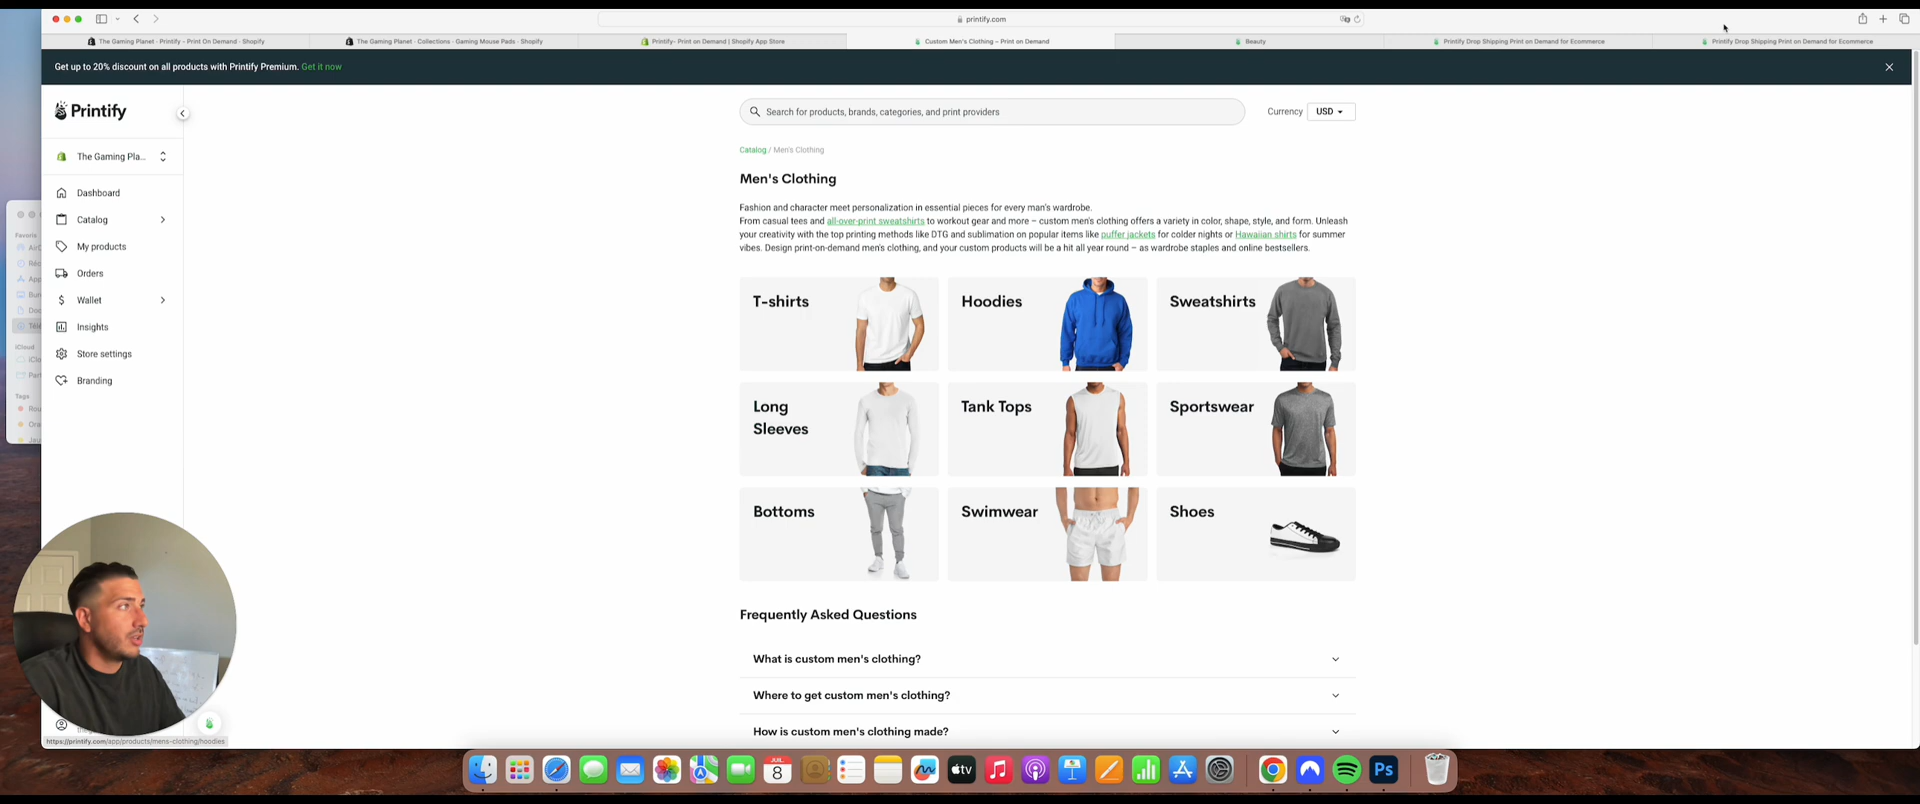 printify.com
The Gaming Planet · Printify - Print On Demand · Shopify
The Gaming Planet · Collections · Gaming Mouse Pads · Shopify
Printify- Print on Demand | Shopify App Store
Custom Men's Clothing – Print on Demand
Beauty
Printify Drop Shipping Print on Demand for Ecommerce
Printify Drop Shipping Print on Demand for Ecommerce
Get up to 20% discount on all products with Printify Premium. Get it now
Printify
Search for products, brands, categories, and print providers
Currency
USD
The Gaming Pla...
Catalog / Men's Clothing
Dashboard
Catalog
My products
Orders
Wallet
Insights
Store settings
Branding
Favoris
iCloud
Tags
Men's Clothing
Fashion and character meet personalization in essential pieces for every man's wardrobe.
From casual tees and all-over-print sweatshirts to workout gear and more – custom men's clothing offers a variety in color, shape, style, and form. Unleash
your creativity with the top printing methods like DTG and sublimation on popular items like puffer jackets for colder nights or Hawaiian shirts for summer
vibes. Design print-on-demand men's clothing, and your custom products will be a hit all year round – as wardrobe staples and online bestsellers.
T-shirts
Hoodies
Sweatshirts
Long
Sleeves
Tank Tops
Sportswear
Bottoms
Swimwear
Shoes
Frequently Asked Questions
What is custom men's clothing?
Where to get custom men's clothing?
How is custom men's clothing made?
https://printify.com/app/products/mens-clothing/hoodies
JUIL.
8
tv
Ps